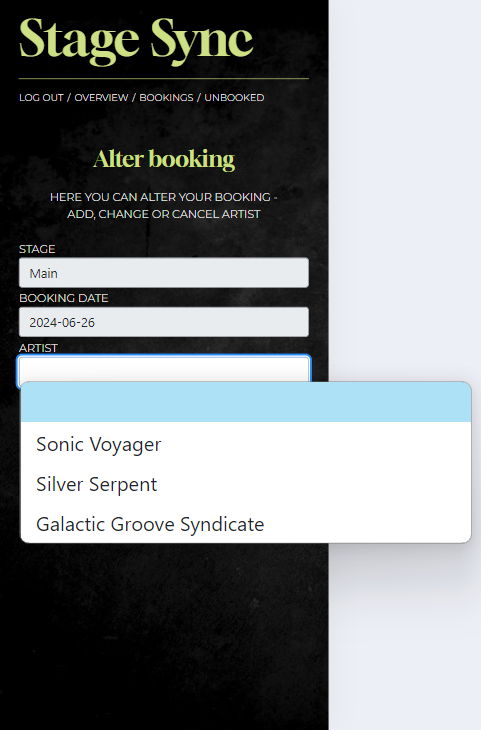 Stage Sync
LOG OUT / OVERVIEW / BOOKINGS / UNBOOKED
Alter booking
HERE YOU CAN ALTER YOUR BOOKING -
ADD, CHANGE OR CANCEL ARTIST
STAGE
Main
BOOKING DATE
2024-06-26
ARTIST
Sonic Voyager
Silver Serpent
Galactic Groove Syndicate